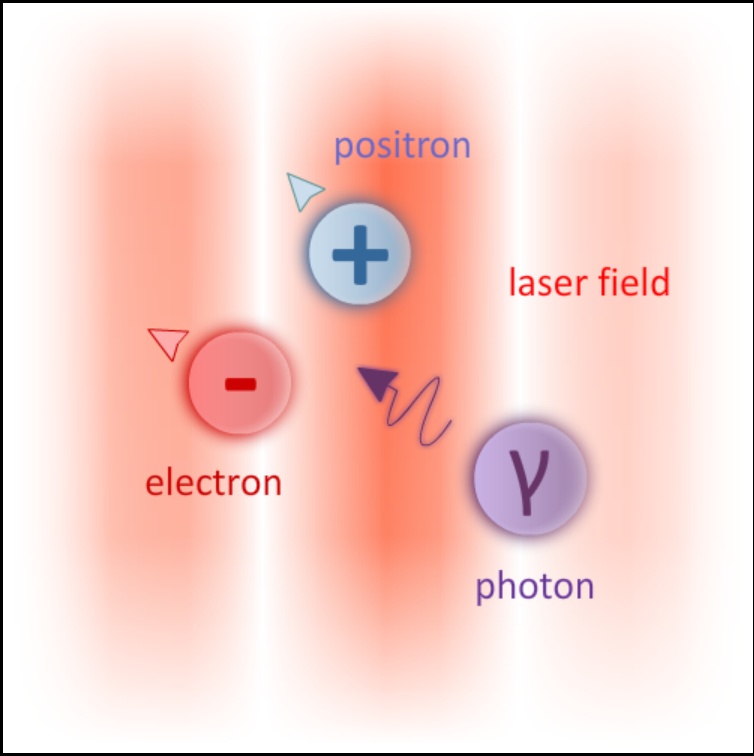 positron
+
laser field
-
electron
γ
photon